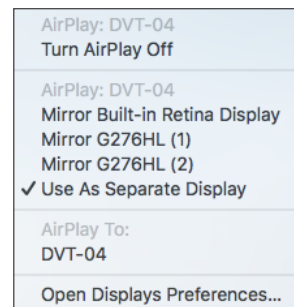 AirPlay: DVT-04
Turn AirPlay Off
AirPlay: DVT-04
Mirror Built-in Retina Display
Mirror G276HL (1)
Mirror G276HL (2)
✓ Use As Separate Display
AirPlay To:
DVT-04
Open Displays Preferences...